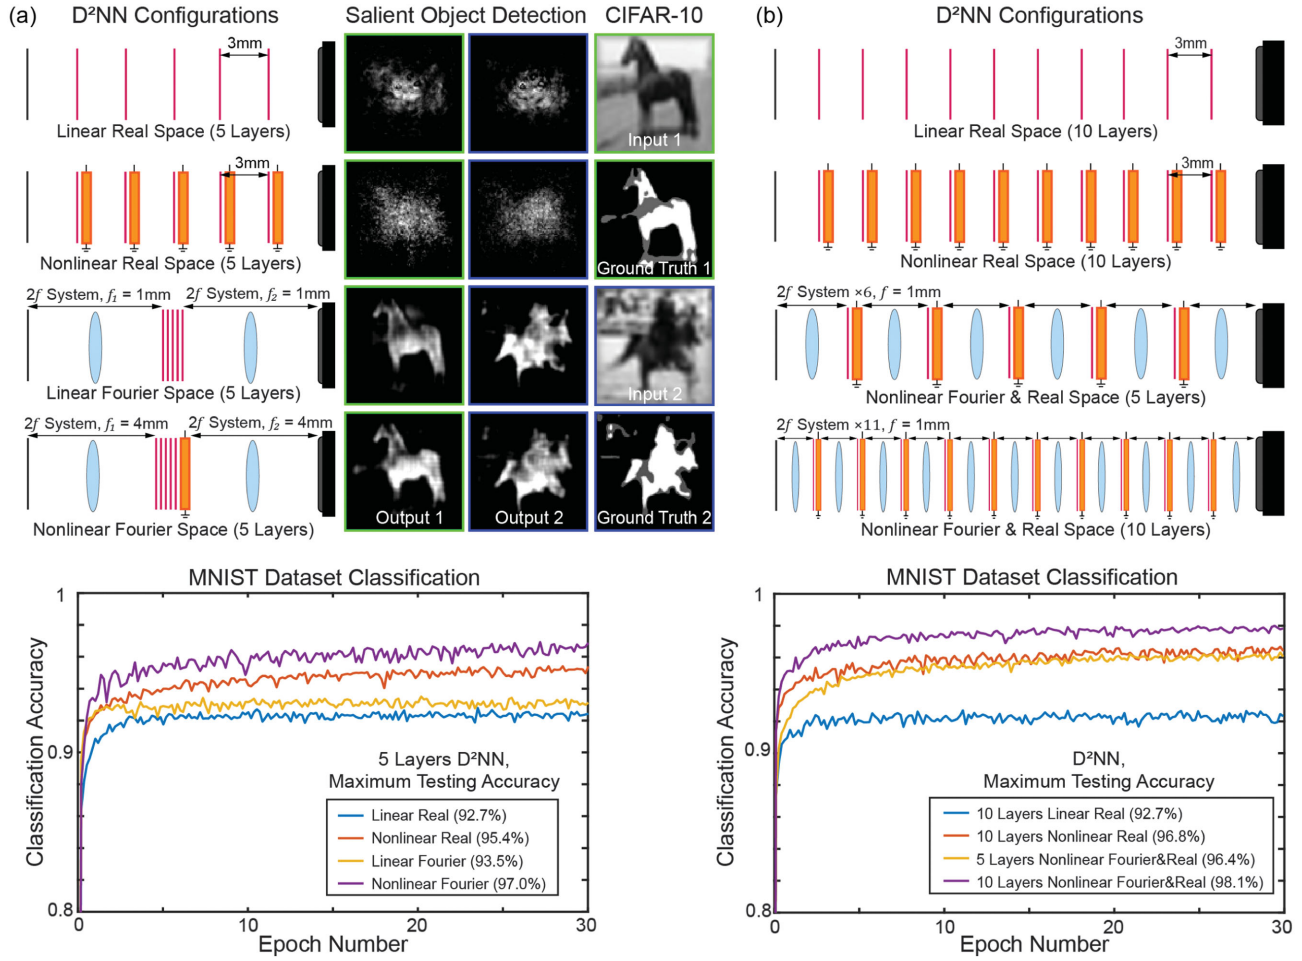 (a)
D²NN Configurations
Salient Object Detection
CIFAR-10
3mm
Linear Real Space (5 Layers)
Input 1
3mm
Nonlinear Real Space (5 Layers)
Ground Truth 1
2f System, f₁ = 1mm
2f System, f₂ = 1mm
Linear Fourier Space (5 Layers)
Input 2
2f System, f₁ = 4mm
2f System, f₂ = 4mm
Nonlinear Fourier Space (5 Layers)
Output 1
Output 2
Ground Truth 2
MNIST Dataset Classification
Classification Accuracy
1
0.9
0.8
0
10
20
30
Epoch Number
5 Layers D²NN,
Maximum Testing Accuracy
Linear Real (92.7%)
Nonlinear Real (95.4%)
Linear Fourier (93.5%)
Nonlinear Fourier (97.0%)
(b)
D²NN Configurations
3mm
Linear Real Space (10 Layers)
3mm
Nonlinear Real Space (10 Layers)
2f System ×6, f = 1mm
Nonlinear Fourier & Real Space (5 Layers)
2f System ×11, f = 1mm
Nonlinear Fourier & Real Space (10 Layers)
MNIST Dataset Classification
Classification Accuracy
1
0.9
0.8
0
10
20
30
Epoch Number
D²NN,
Maximum Testing Accuracy
10 Layers Linear Real (92.7%)
10 Layers Nonlinear Real (96.8%)
5 Layers Nonlinear Fourier&Real (96.4%)
10 Layers Nonlinear Fourier&Real (98.1%)